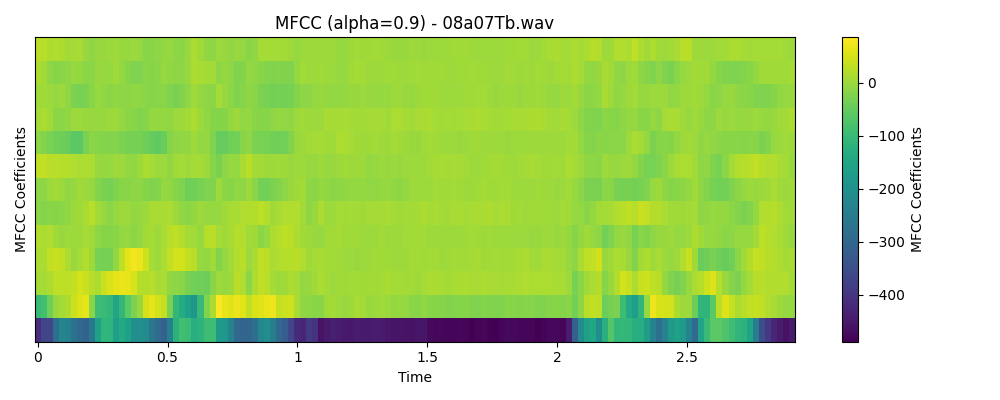 MFCC (alpha=0.9) - 08a07Tb.wav
MFCC Coefficients
0
0.5
1
1.5
2
2.5
Time
0
−100
−200
−300
−400
MFCC Coefficients